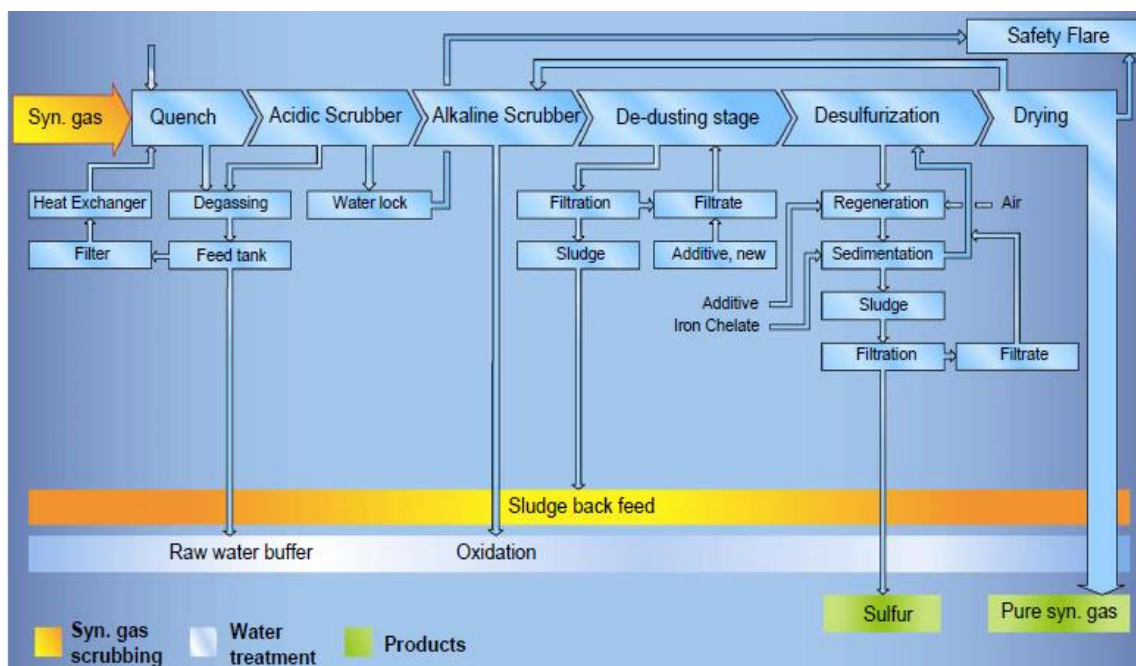 Safety Flare
Syn. gas
Quench
Acidic Scrubber
Alkaline Scrubber
De-dusting stage
Desulfurization
Drying
Heat Exchanger
Degassing
Water lock
Filtration
Filtrate
Regeneration
Air
Filter
Feed tank
Sludge
Additive, new
Sedimentation
Additive
Iron Chelate
Sludge
Filtration
Filtrate
Sludge back feed
Raw water buffer
Oxidation
Sulfur
Pure syn. gas
Syn. gas
scrubbing
Water
treatment
Products